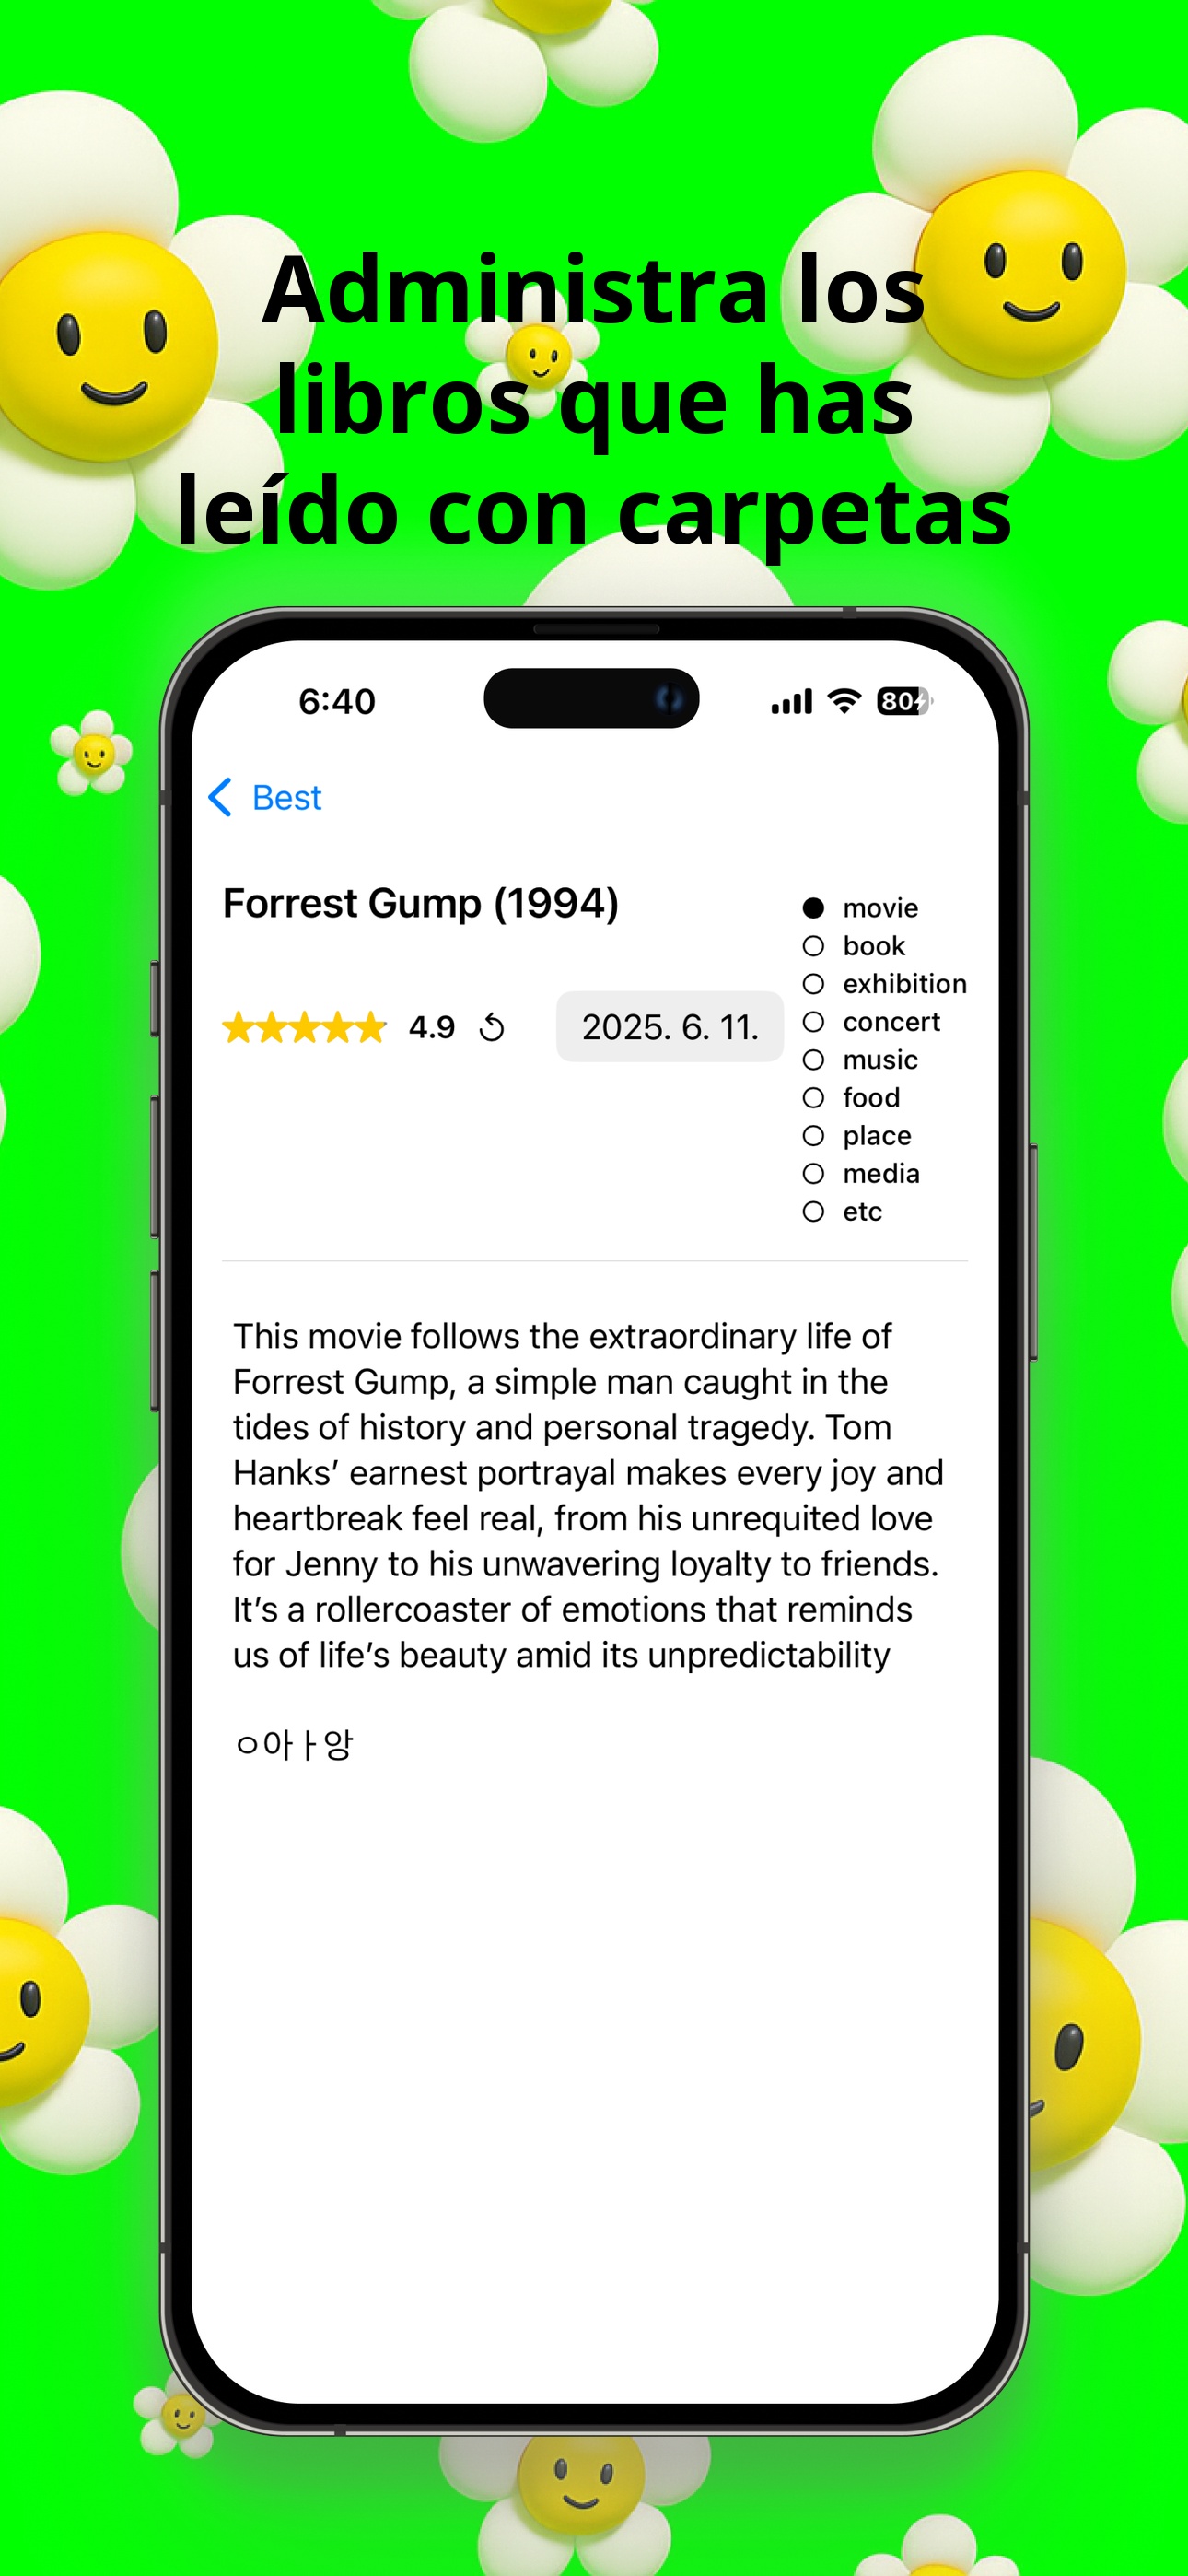 Administra los
libros que has
leído con carpetas
6:40
80
Best
Forrest Gump (1994)
4.9
2025. 6. 11.
movie
book
exhibition
concert
music
food
place
media
etc
This movie follows the extraordinary life of
Forrest Gump, a simple man caught in the
tides of history and personal tragedy. Tom
Hanks’ earnest portrayal makes every joy and
heartbreak feel real, from his unrequited love
for Jenny to his unwavering loyalty to friends.
It’s a rollercoaster of emotions that reminds
us of life’s beauty amid its unpredictability
ㅇ아ㅏ앙